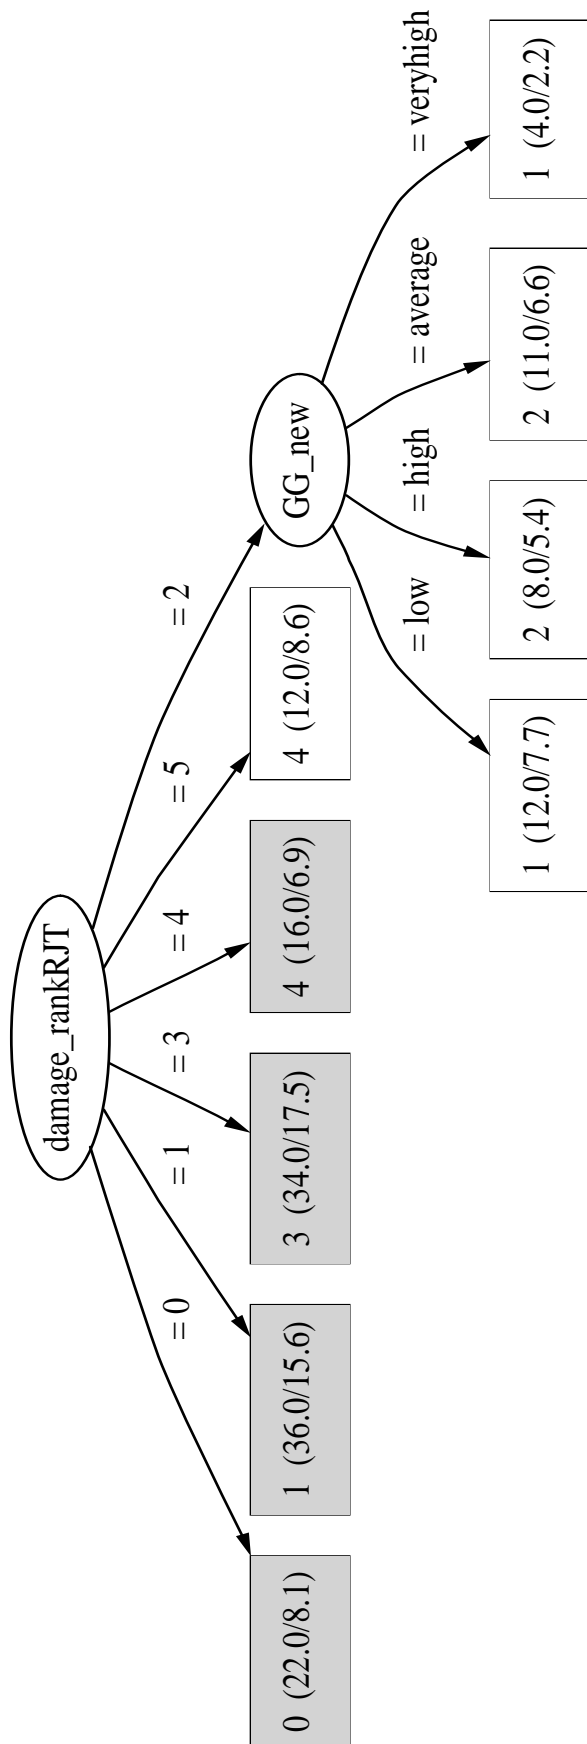 damage_rankRJT
= 0
= 1
= 3
= 4
= 5
= 2
0 (22.0/8.1)
1 (36.0/15.6)
3 (34.0/17.5)
4 (16.0/6.9)
4 (12.0/8.6)
GG_new
= low
= high
= average
= veryhigh
1 (12.0/7.7)
2 (8.0/5.4)
2 (11.0/6.6)
1 (4.0/2.2)